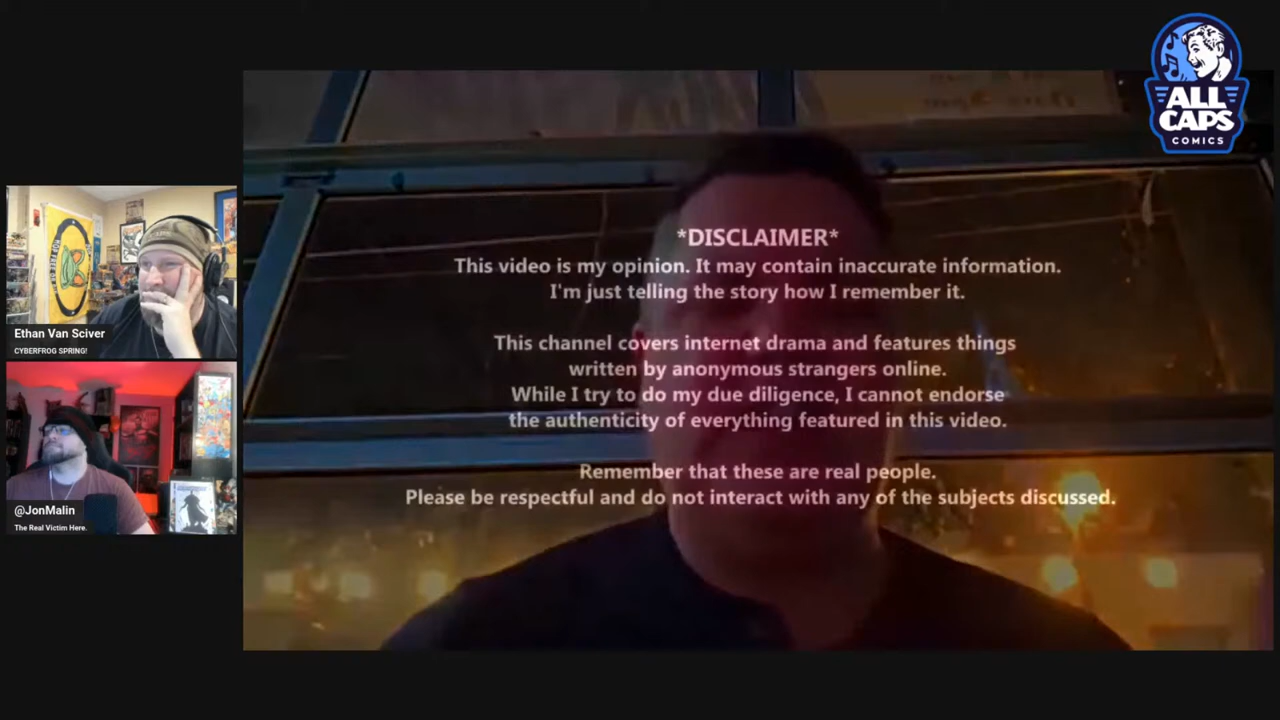 ALL
CAPS
COMICS
*DISCLAIMER*
This video is my opinion. It may contain inaccurate information.
I'm just telling the story how I remember it.
This channel covers internet drama and features things
written by anonymous strangers online.
While I try to do my due diligence, I cannot endorse
the authenticity of everything featured in this video.
Remember that these are real people.
Please be respectful and do not interact with any of the subjects discussed.
Ethan Van Sciver
CYBERFROG SPRING!
@JonMalin
The Real Victim Here.